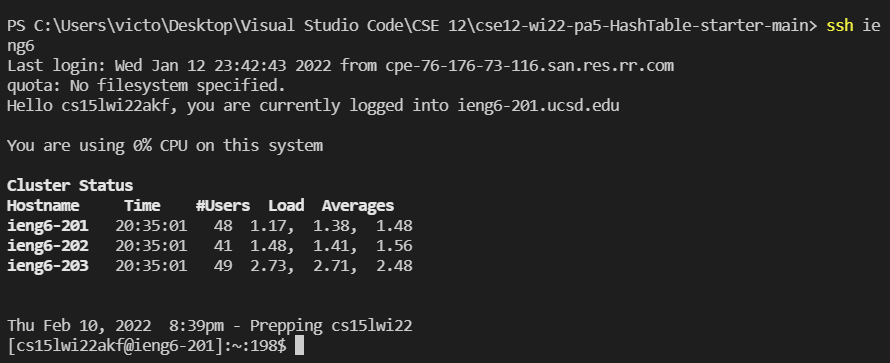 PS C:\Users\victo\Desktop\Visual Studio Code\CSE 12\cse12-wi22-pa5-HashTable-starter-main> ssh ie
ng6
Last login: Wed Jan 12 23:42:43 2022 from cpe-76-176-73-116.san.res.rr.com
quota: No filesystem specified.
Hello cs15lwi22akf, you are currently logged into ieng6-201.ucsd.edu
You are using 0% CPU on this system
Cluster Status
Hostname     Time    #Users  Load  Averages
ieng6-201   20:35:01   48  1.17,  1.38,  1.48
ieng6-202   20:35:01   41  1.48,  1.41,  1.56
ieng6-203   20:35:01   49  2.73,  2.71,  2.48
Thu Feb 10, 2022  8:39pm - Prepping cs15lwi22
[cs15lwi22akf@ieng6-201]:~:198$